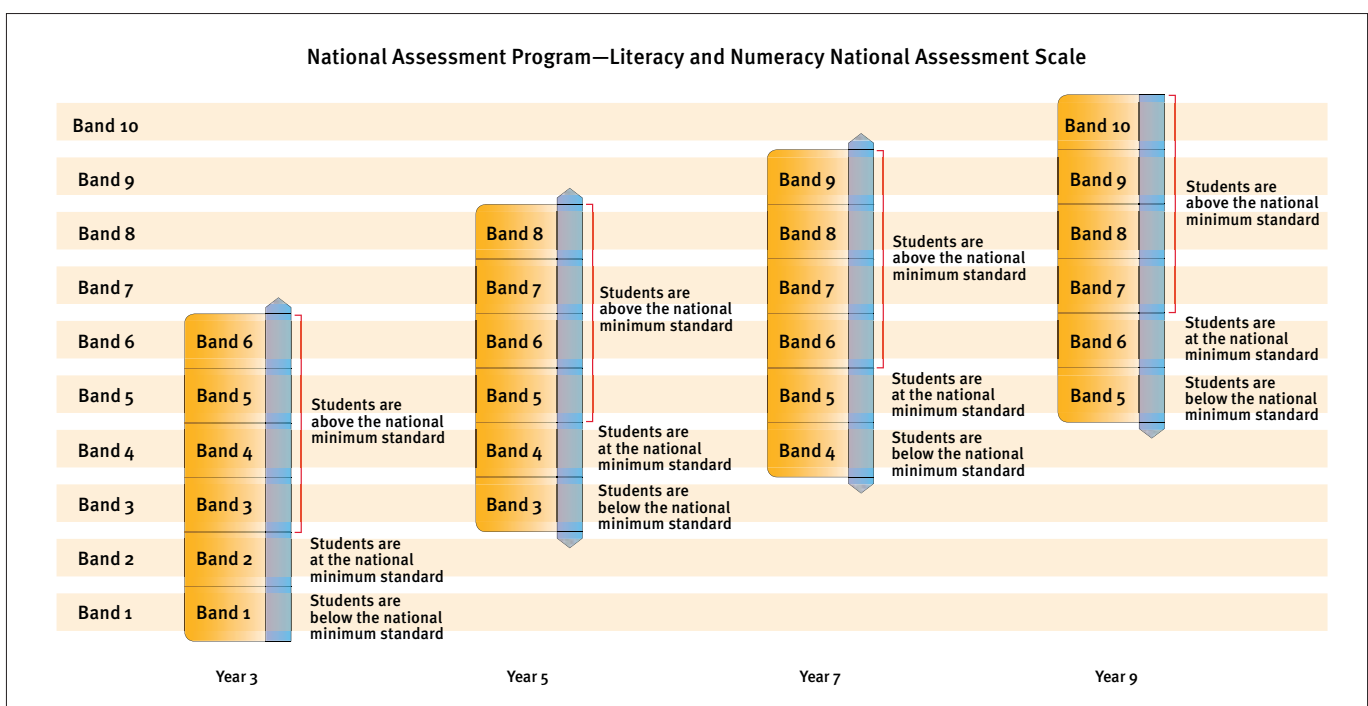 National Assessment Program—Literacy and Numeracy National Assessment Scale
Band 10
Band 9
Band 8
Band 7
Band 6
Band 5
Band 4
Band 3
Band 2
Band 1
Band 6
Band 5
Band 4
Band 3
Band 2
Band 1
Students are
above the national
minimum standard
Students are
at the national
minimum standard
Students are
below the national
minimum standard
Year 3
Band 8
Band 7
Band 6
Band 5
Band 4
Band 3
Students are
above the national
minimum standard
Students are
at the national
minimum standard
Students are
below the national
minimum standard
Year 5
Band 9
Band 8
Band 7
Band 6
Band 5
Band 4
Students are
above the national
minimum standard
Students are
at the national
minimum standard
Students are
below the national
minimum standard
Year 7
Band 10
Band 9
Band 8
Band 7
Band 6
Band 5
Students are
above the national
minimum standard
Students are
at the national
minimum standard
Students are
below the national
minimum standard
Year 9